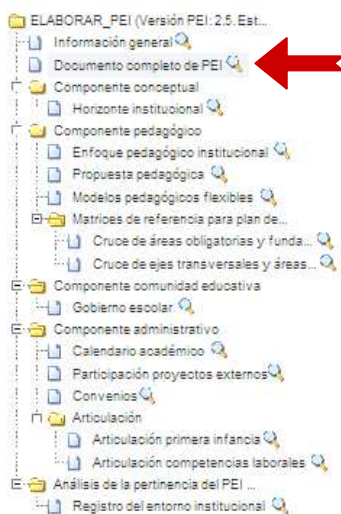 ELABORAR_PEI (Versión PEI: 2.5. Est...
Información general
Documento completo de PEI
Componente conceptual
Horizonte institucional
Componente pedagógico
Enfoque pedagógico institucional
Propuesta pedagógica
Modelos pedagógicos flexibles
Matrices de referencia para plan de...
Cruce de áreas obligatorias y funda...
Cruce de ejes transversales y áreas...
Componente comunidad educativa
Gobierno escolar
Componente administrativo
Calendario académico
Participación proyectos externos
Convenios
Articulación
Articulación primera infancia
Articulación competencias laborales
Análisis de la pertinencia del PEI ...
Registro del entorno institucional